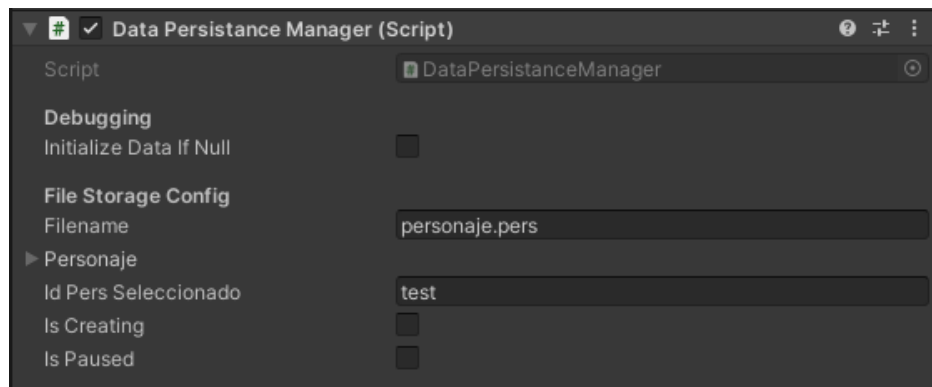 # Data Persistance Manager (Script)
Script # DataPersistanceManager
Debugging
Initialize Data If Null
File Storage Config
Filename personaje.pers
Personaje
Id Pers Seleccionado test
Is Creating
Is Paused